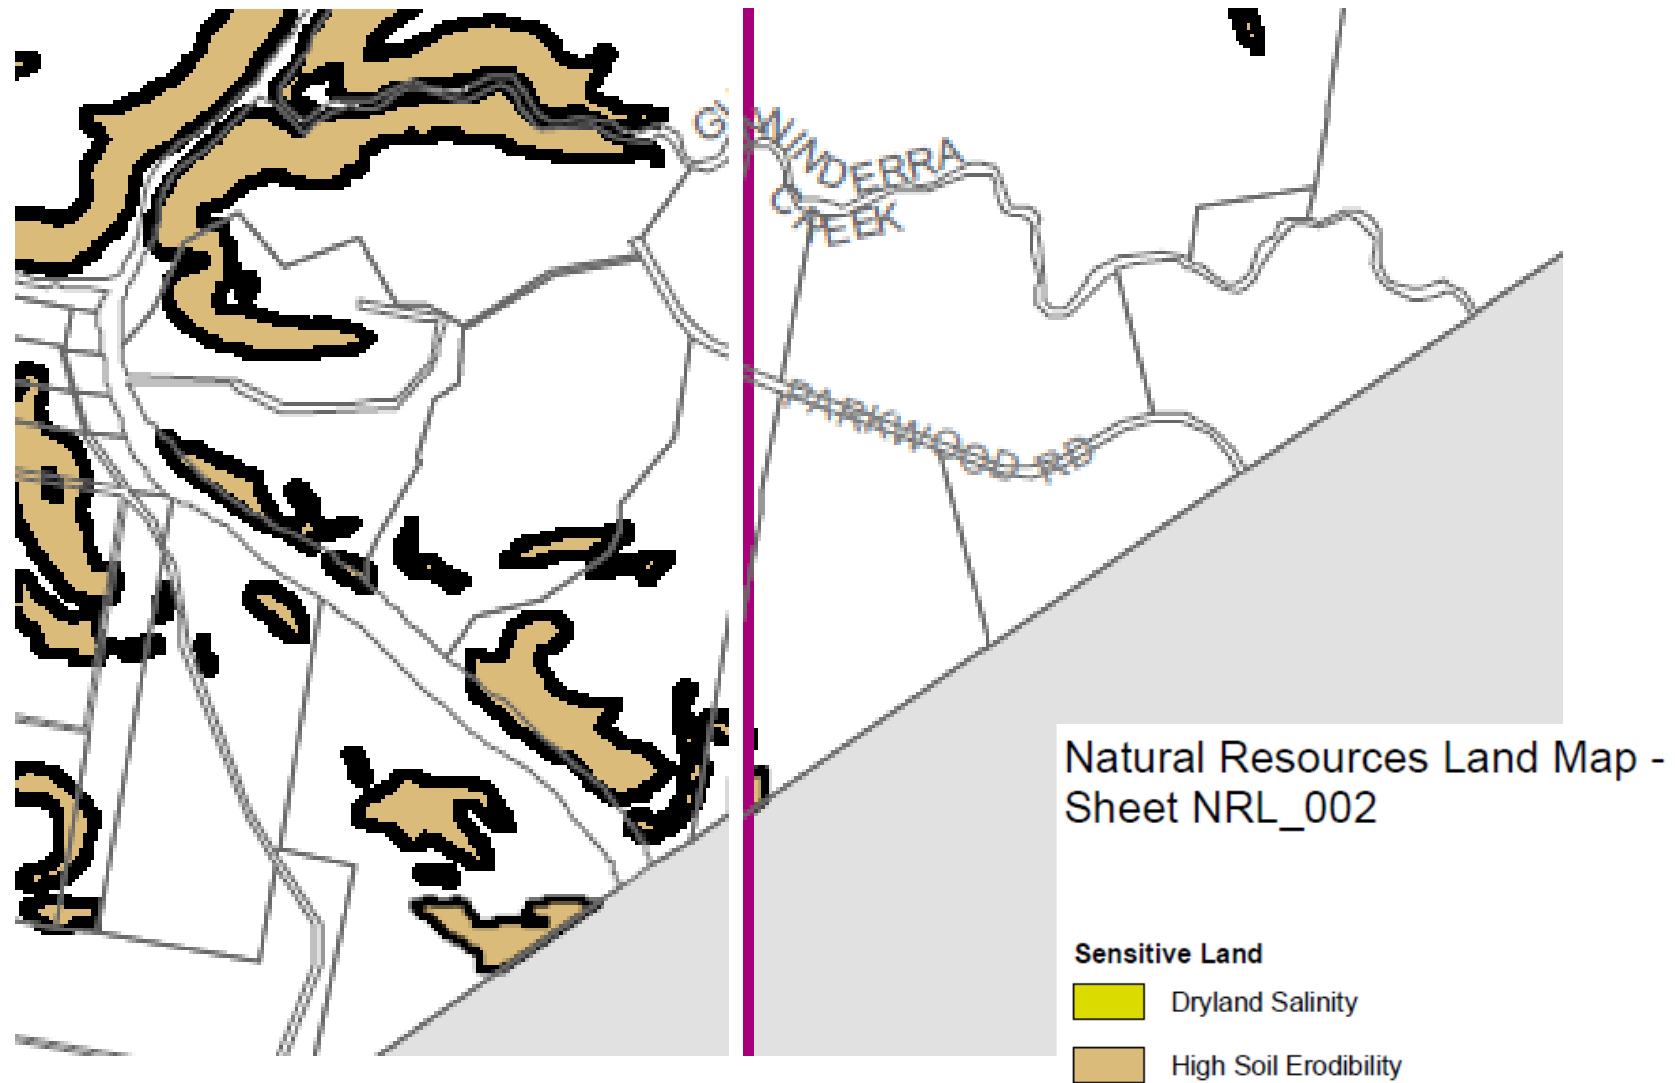 GINNINDERRA
CREEK
PARKWOOD RD
Natural Resources Land Map -
Sheet NRL_002
Sensitive Land
Dryland Salinity
High Soil Erodibility